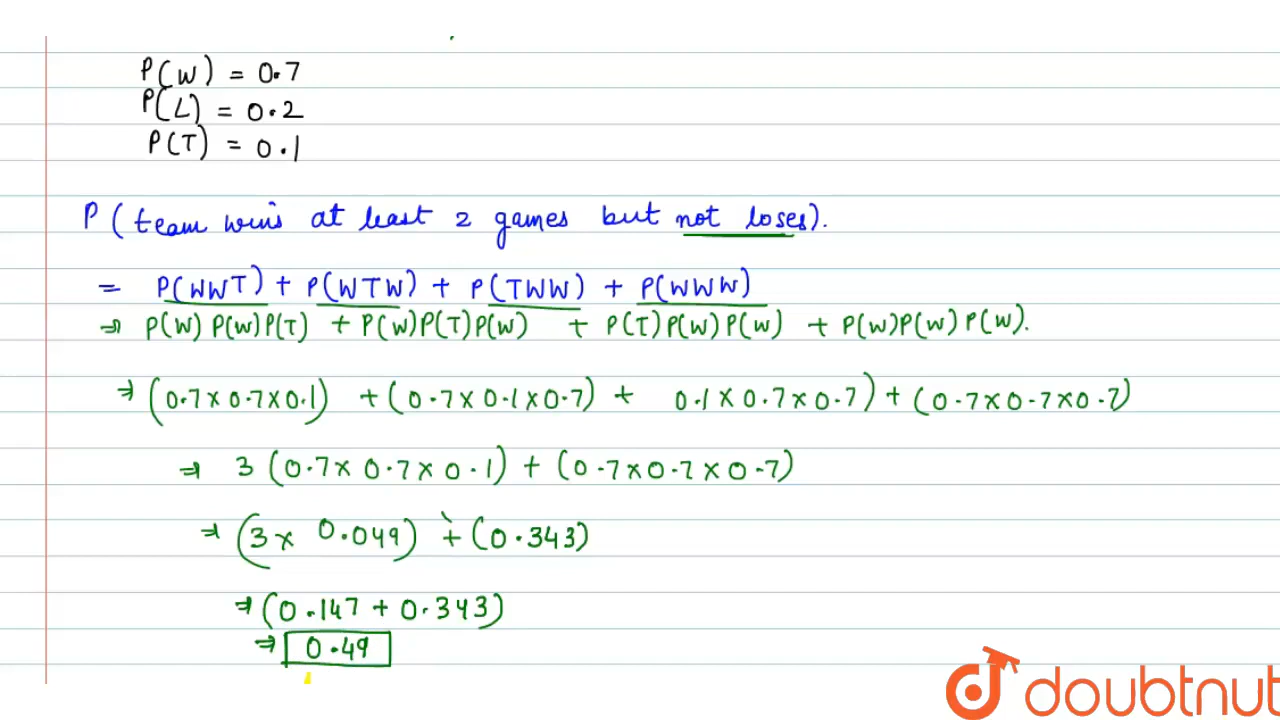 P(W) = 0.7
P(L) = 0.2
P(T) = 0.1
P (team wins at least 2 games but not loses).
= P(WWT) + P(WTW) + P(TWW) + P(WWW)
⇒ P(W) P(W) P(T) + P(W) P(T) P(W) + P(T) P(W) P(W) + P(W) P(W) P(W).
⇒ (0.7 × 0.7 × 0.1) + (0.7 × 0.1 × 0.7) + 0.1 × 0.7 × 0.7) + (0.7 × 0.7 × 0.7)
⇒ 3 (0.7 × 0.7 × 0.1) + (0.7 × 0.7 × 0.7)
⇒ (3 × 0.049) + (0.343)
⇒ (0.147 + 0.343)
⇒ 0.49
doubtnut